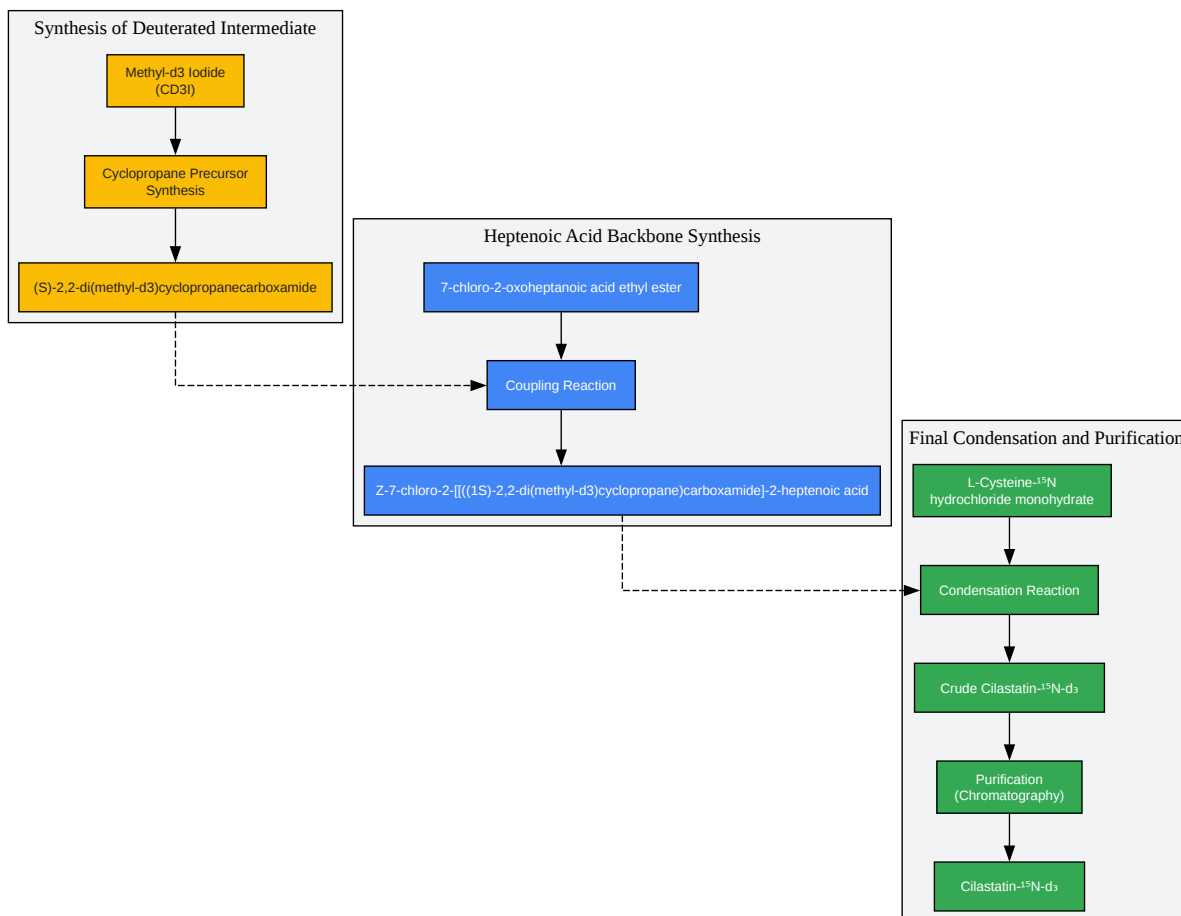 Synthesis of Deuterated Intermediate
Methyl-d3 Iodide
(CD3I)
Cyclopropane Precursor
Synthesis
(S)-2,2-di(methyl-d3)cyclopropanecarboxamide
Heptenoic Acid Backbone Synthesis
7-chloro-2-oxoheptanoic acid ethyl ester
Coupling Reaction
Z-7-chloro-2-[[((1S)-2,2-di(methyl-d3)cyclopropane)carboxamide]-2-heptenoic acid
Final Condensation and Purification
L-Cysteine-¹⁵N
hydrochloride monohydrate
Condensation Reaction
Crude Cilastatin-¹⁵N-d₃
Purification
(Chromatography)
Cilastatin-¹⁵N-d₃